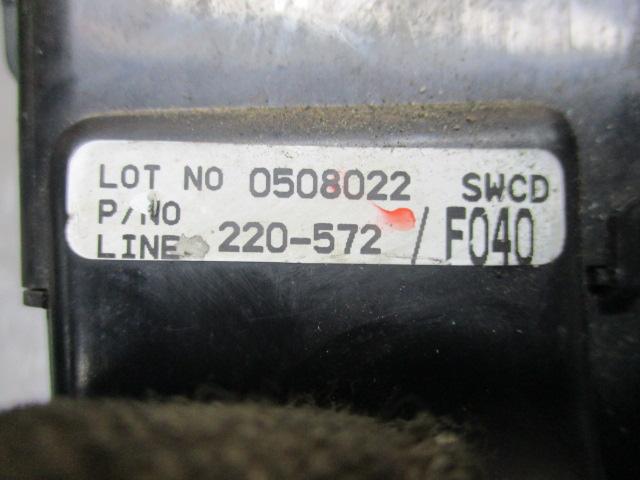 LOT NO 0508022 SWCD
P/NO
LINE 220-572 / F040